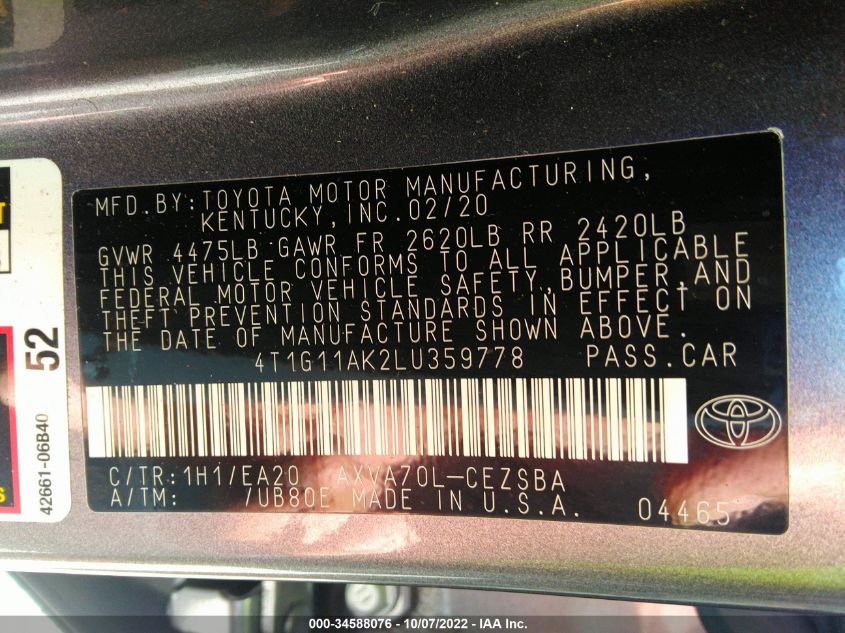 MFD.BY:TOYOTA MOTOR MANUFACTURING,
KENTUCKY,INC.02/20
GVWR 4475LB GAWR FR 2620LB RR 2420LB
THIS VEHICLE CONFORMS TO ALL APPLICABLE
FEDERAL MOTOR VEHICLE SAFETY,BUMPER,AND
THEFT PREVENTION STANDARDS IN EFFECT ON
THE DATE OF MANUFACTURE SHOWN ABOVE.
4T1G11AK2LU359778 PASS.CAR
C/TR:1H1/EA20 AXVA70L-CEZSBA
A/TM: /UB80E MADE IN U.S.A. 04465
52
42661-06B40
000-34588076 - 10/07/2022 - IAA Inc.